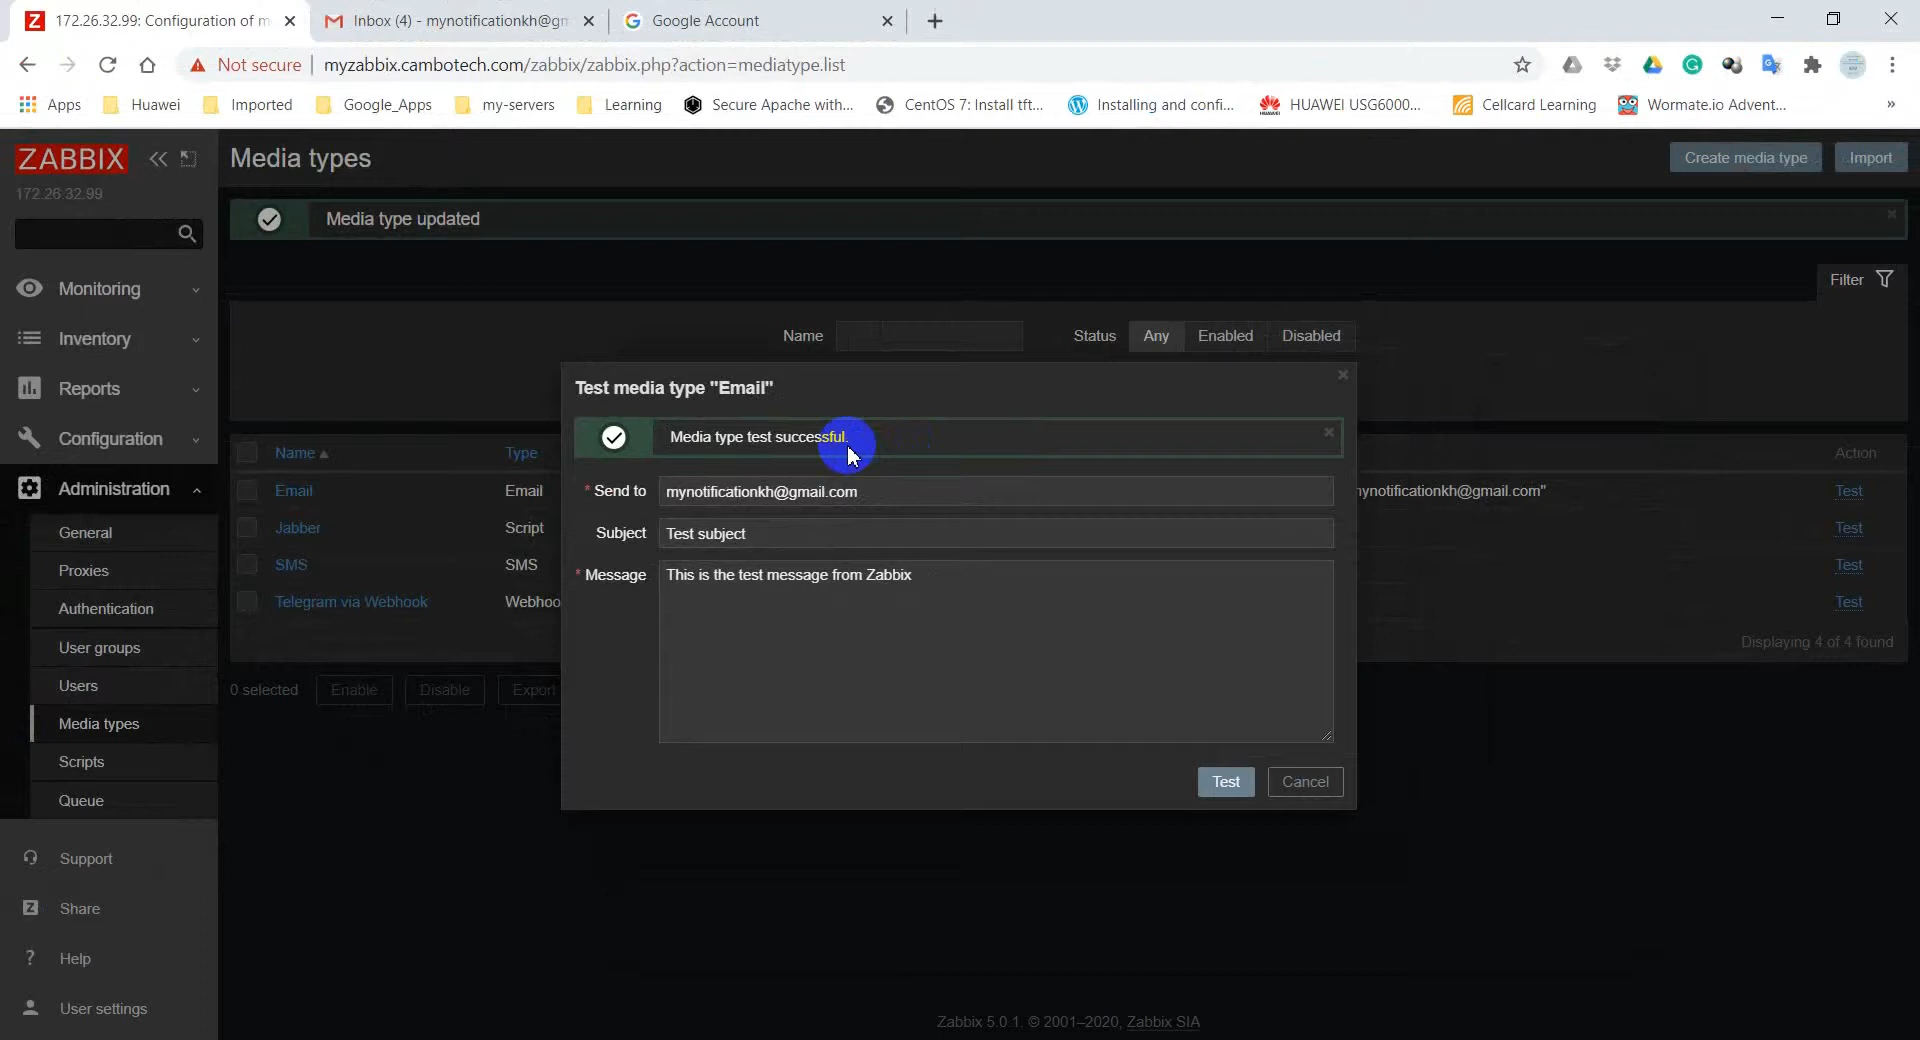 172.26.32.99: Configuration of m
Inbox (4) - mynotificationkh@gm
Google Account
Not secure
myzabbix.cambotech.com/zabbix/zabbix.php?action=mediatype.list
Apps
Huawei
Imported
Google_Apps
my-servers
Learning
Secure Apache with...
CentOS 7: Install tft...
Installing and confi...
HUAWEI USG6000...
Cellcard Learning
Wormate.io Advent...
»
ZABBIX
172.26.32.99
Media types
Create media type
Import
Media type updated
Filter
Monitoring
Inventory
Reports
Configuration
Administration
General
Proxies
Authentication
User groups
Users
Media types
Scripts
Queue
Support
Share
Help
User settings
Name
Status
Any
Enabled
Disabled
Name
Type
Action
Email
Email
ynotificationkh@gmail.com"
Test
Jabber
Script
Test
SMS
SMS
Test
Telegram via Webhook
Webhoo
Test
Displaying 4 of 4 found
0 selected
Enable
Disable
Export
Test media type "Email"
Media type test successful.
* Send to
mynotificationkh@gmail.com
Subject
Test subject
* Message
This is the test message from Zabbix
Test
Cancel
Zabbix 5.0.1. © 2001–2020, Zabbix SIA